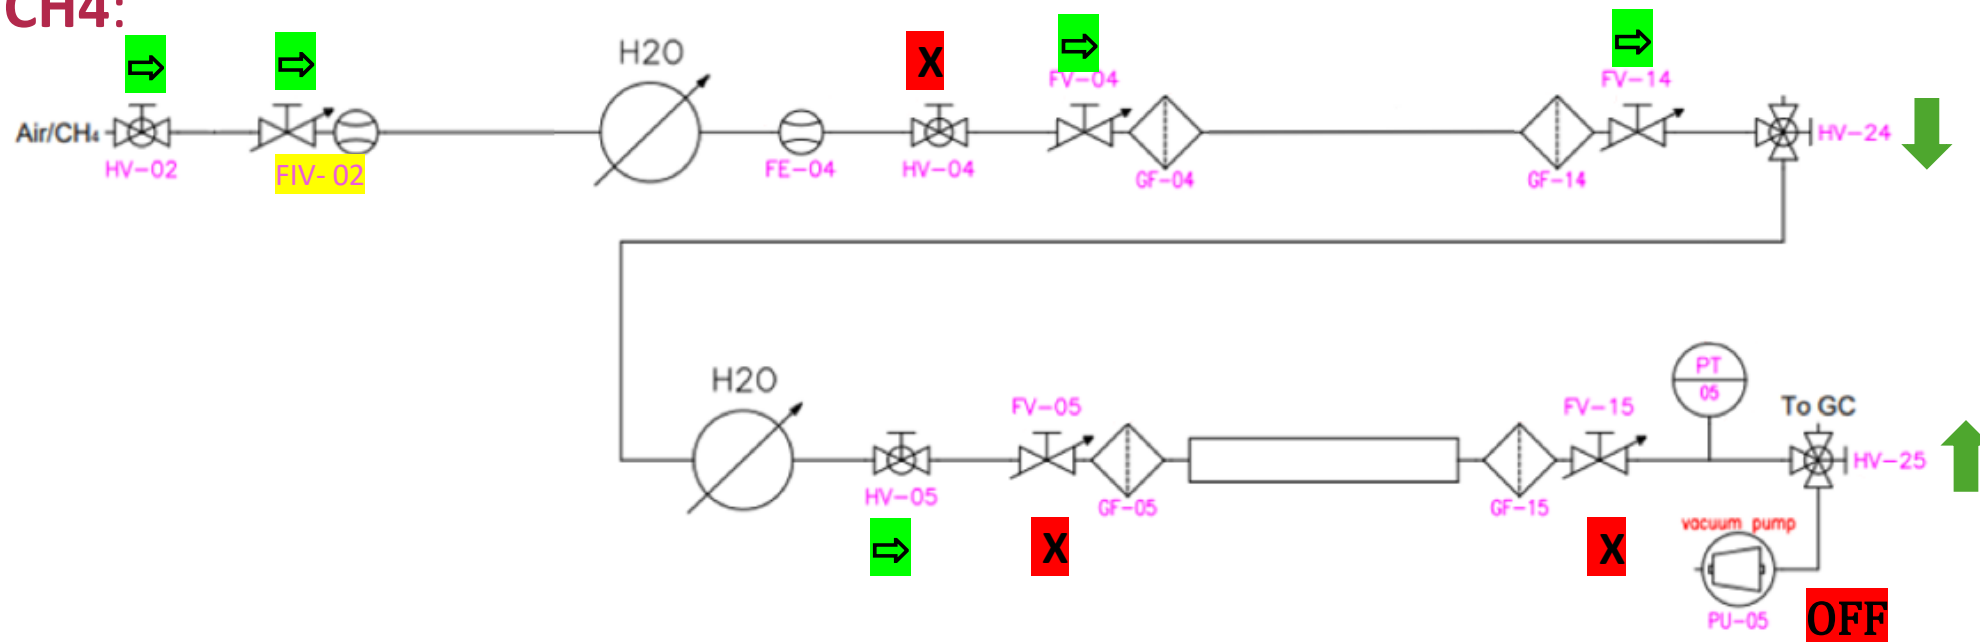 CH4:
H2O
X
FV-04
FV-14
Air/CH4
HV-02
FIV- 02
FE-04
HV-04
GF-04
GF-14
HV-24
H2O
HV-05
FV-05
X
GF-05
GF-15
FV-15
X
PT
05
To GC
HV-25
vacuum pump
PU-05
OFF